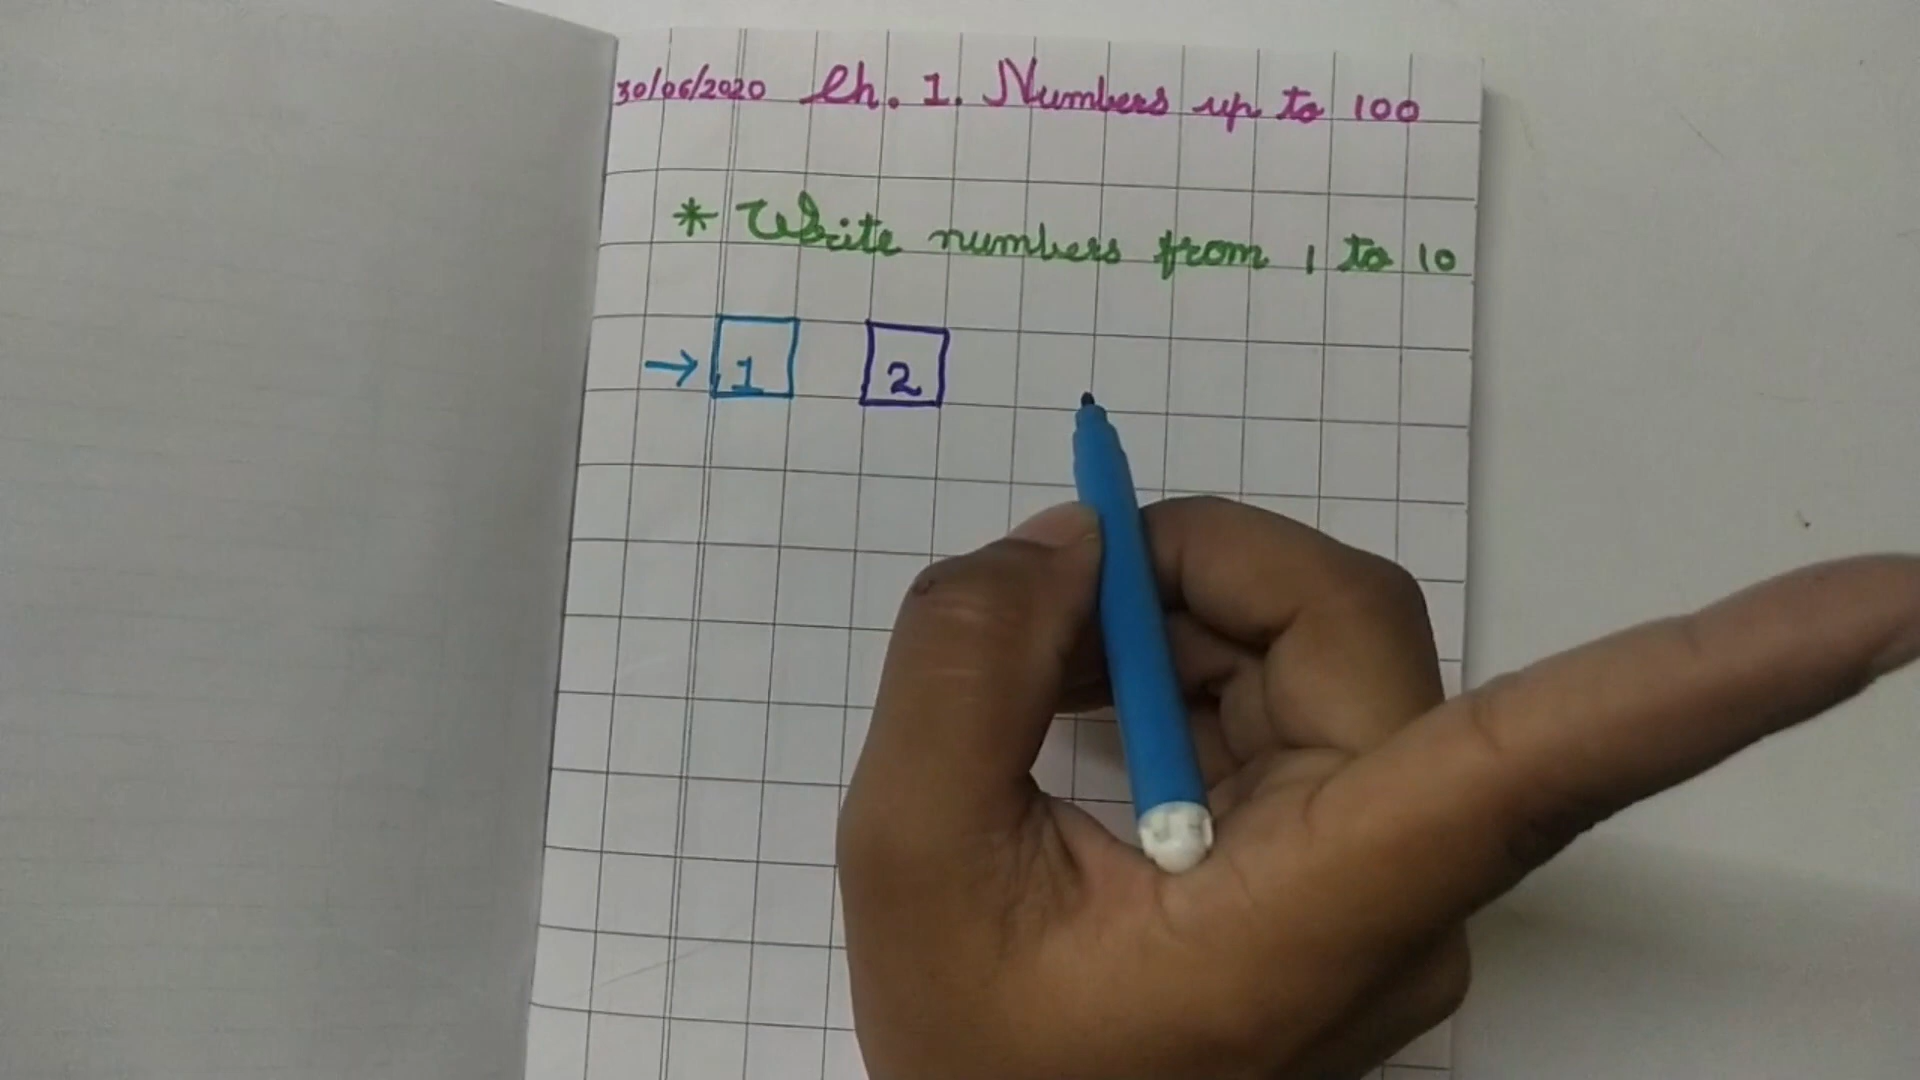 30/06/2020 Ch. 1. Numbers up to 100
* Write numbers from 1 to 10
→ 1 2